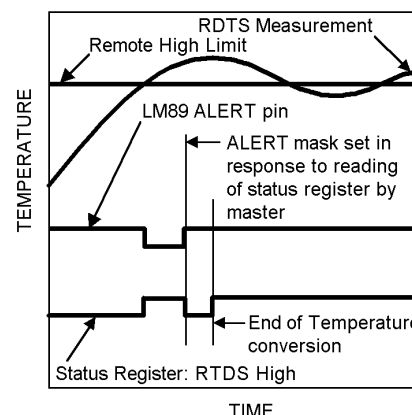 RDTS Measurement
Remote High Limit
LM89 ALERT pin
ALERT mask set in
response to reading
of status register by
master
End of Temperature
conversion
Status Register: RTDS High
TEMPERATURE
TIME